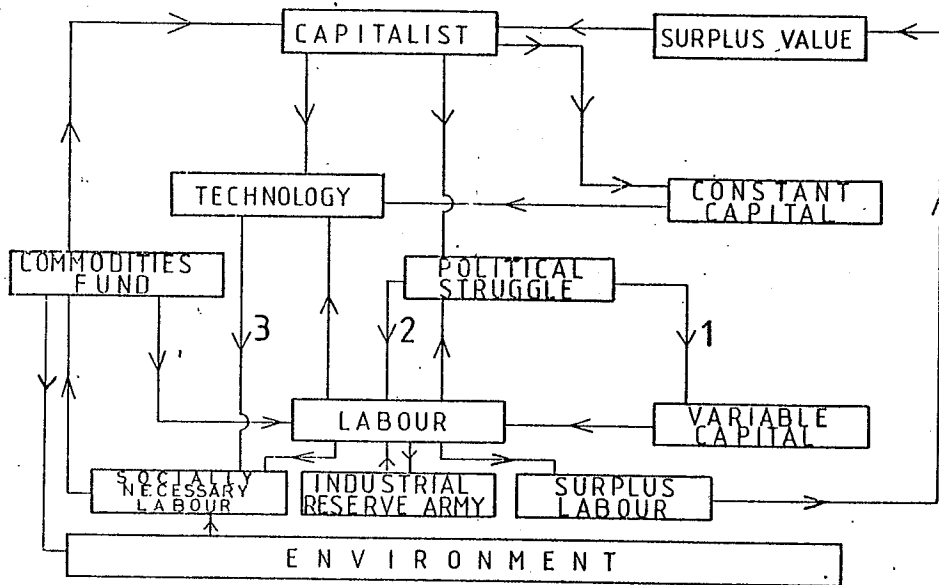 CAPITALIST
SURPLUS VALUE
TECHNOLOGY
CONSTANT
CAPITAL
COMMODITIES
FUND
POLITICAL
STRUGGLE
3
2
1
LABOUR
VARIABLE
CAPITAL
SOCIALLY
NECESSARY
LABOUR
INDUSTRIAL
RESERVE ARMY
SURPLUS
LABOUR
ENVIRONMENT